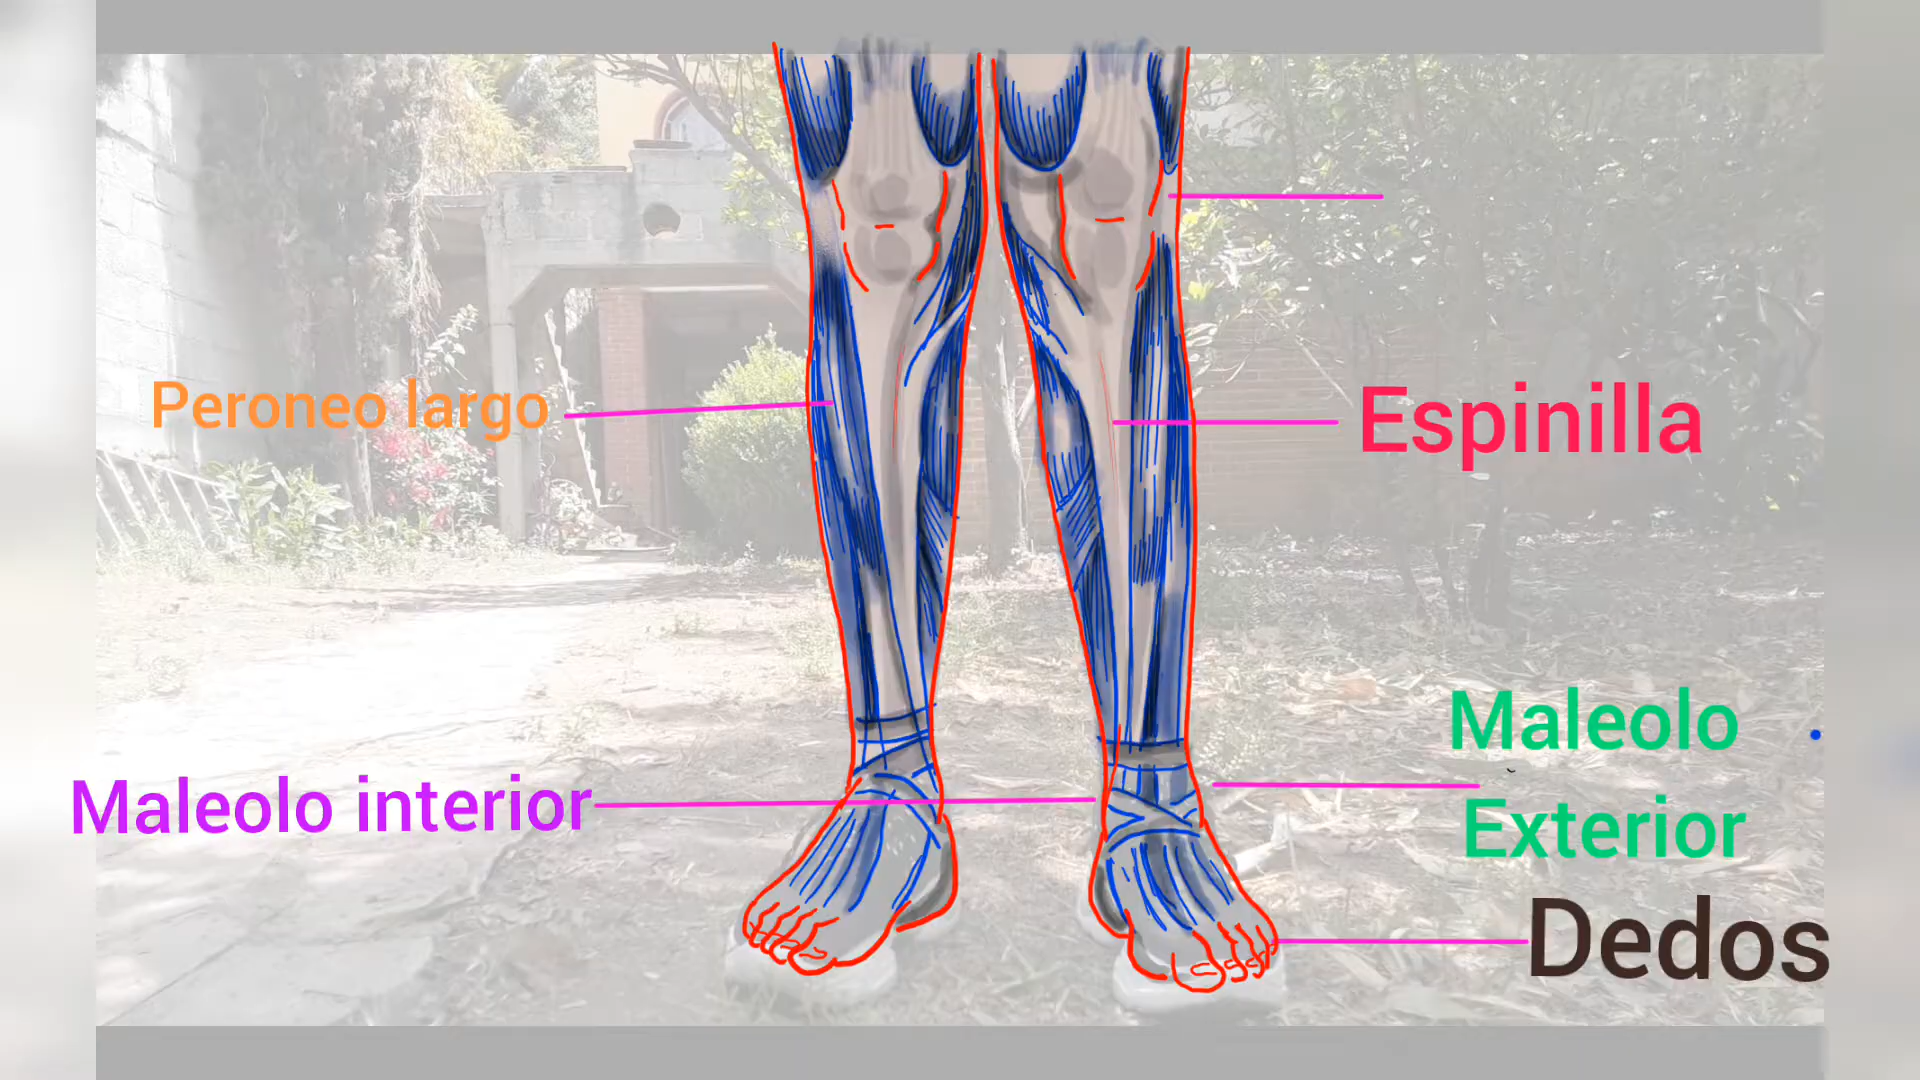 Peroneo largo
Espinilla
Maleolo
Exterior
Maleolo interior
Dedos